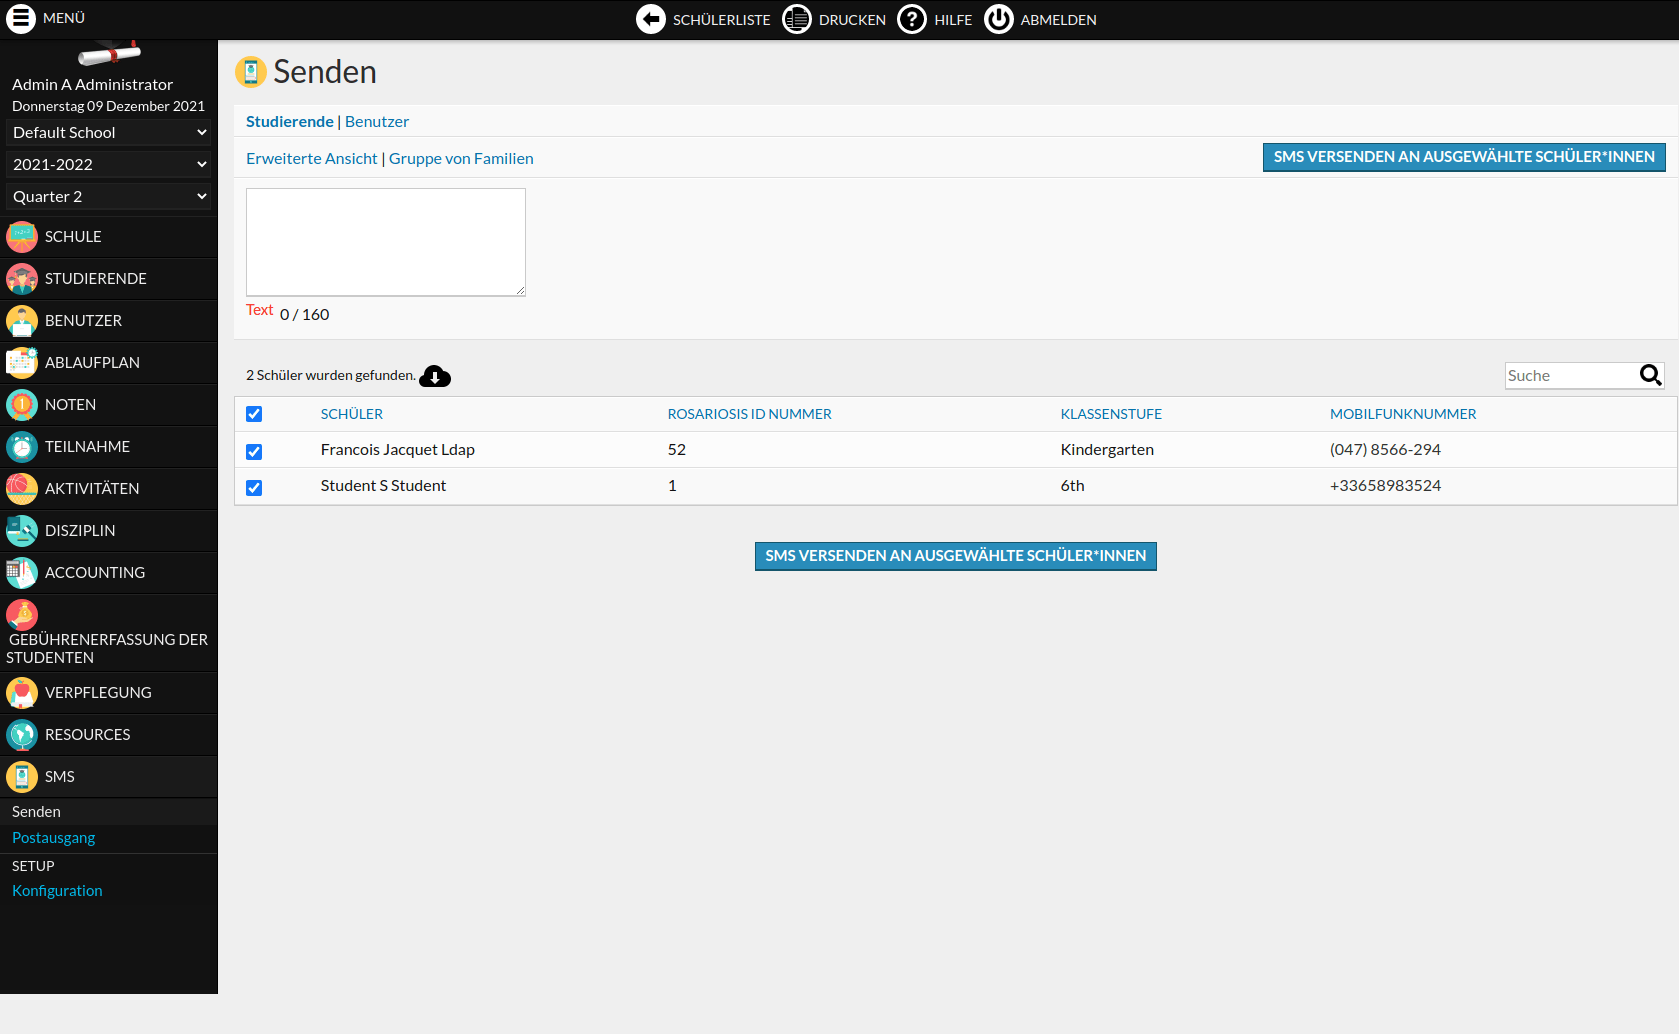 MENÜ
SCHÜLERLISTE DRUCKEN HILFE ABMELDEN
Admin A Administrator
Donnerstag 09 Dezember 2021
Default School
2021-2022
Quarter 2
SCHULE
STUDIERENDE
BENUTZER
ABLAUFPLAN
NOTEN
TEILNAHME
AKTIVITÄTEN
DISZIPLIN
ACCOUNTING
GEBÜHRENERFASSUNG DER
STUDENTEN
VERPFLEGUNG
RESOURCES
SMS
Senden
Postausgang
SETUP
Konfiguration
Senden
Studierende | Benutzer
Erweiterte Ansicht | Gruppe von Familien
SMS VERSENDEN AN AUSGEWÄHLTE SCHÜLER*INNEN
Text 0 / 160
2 Schüler wurden gefunden.
Suche
SCHÜLER ROSARIOSIS ID NUMMER KLASSENSTUFE MOBILFUNKNUMMER
Francois Jacquet Ldap 52 Kindergarten (047) 8566-294
Student S Student 1 6th +33658983524
SMS VERSENDEN AN AUSGEWÄHLTE SCHÜLER*INNEN